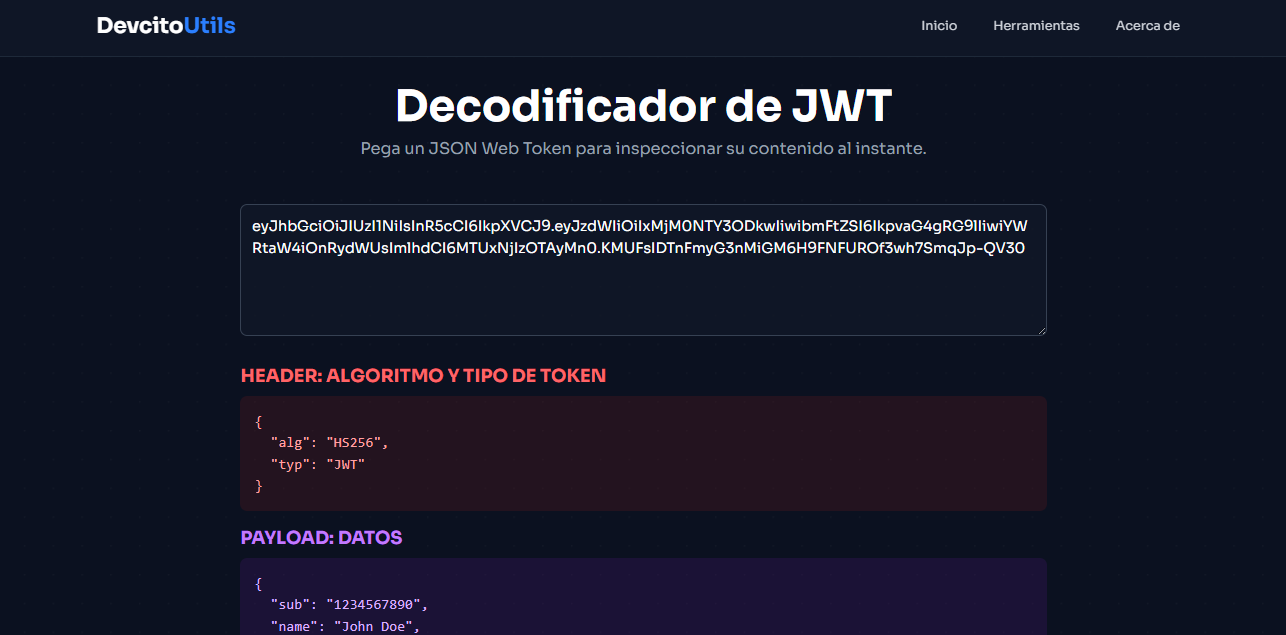 DevcitoUtils
Inicio
Herramientas
Acerca de
Decodificador de JWT
Pega un JSON Web Token para inspeccionar su contenido al instante.
eyJhbGciOiJIUzI1NiIsInR5cCI6IkpXVCJ9.eyJzdWIiOiIxMjM0NTY3ODkwIiwibmFtZSI6IkpvaG4gRG9lIiwiYW
RtaW4iOnRydWUsImlhdCI6MTUxNjIzOTAyMn0.KMUFsIDTnFmyG3nMiGM6H9FNFUROf3wh7SmqJp-QV30
HEADER: ALGORITMO Y TIPO DE TOKEN
{
"alg": "HS256",
"typ": "JWT"
}
PAYLOAD: DATOS
{
"sub": "1234567890",
"name": "John Doe",